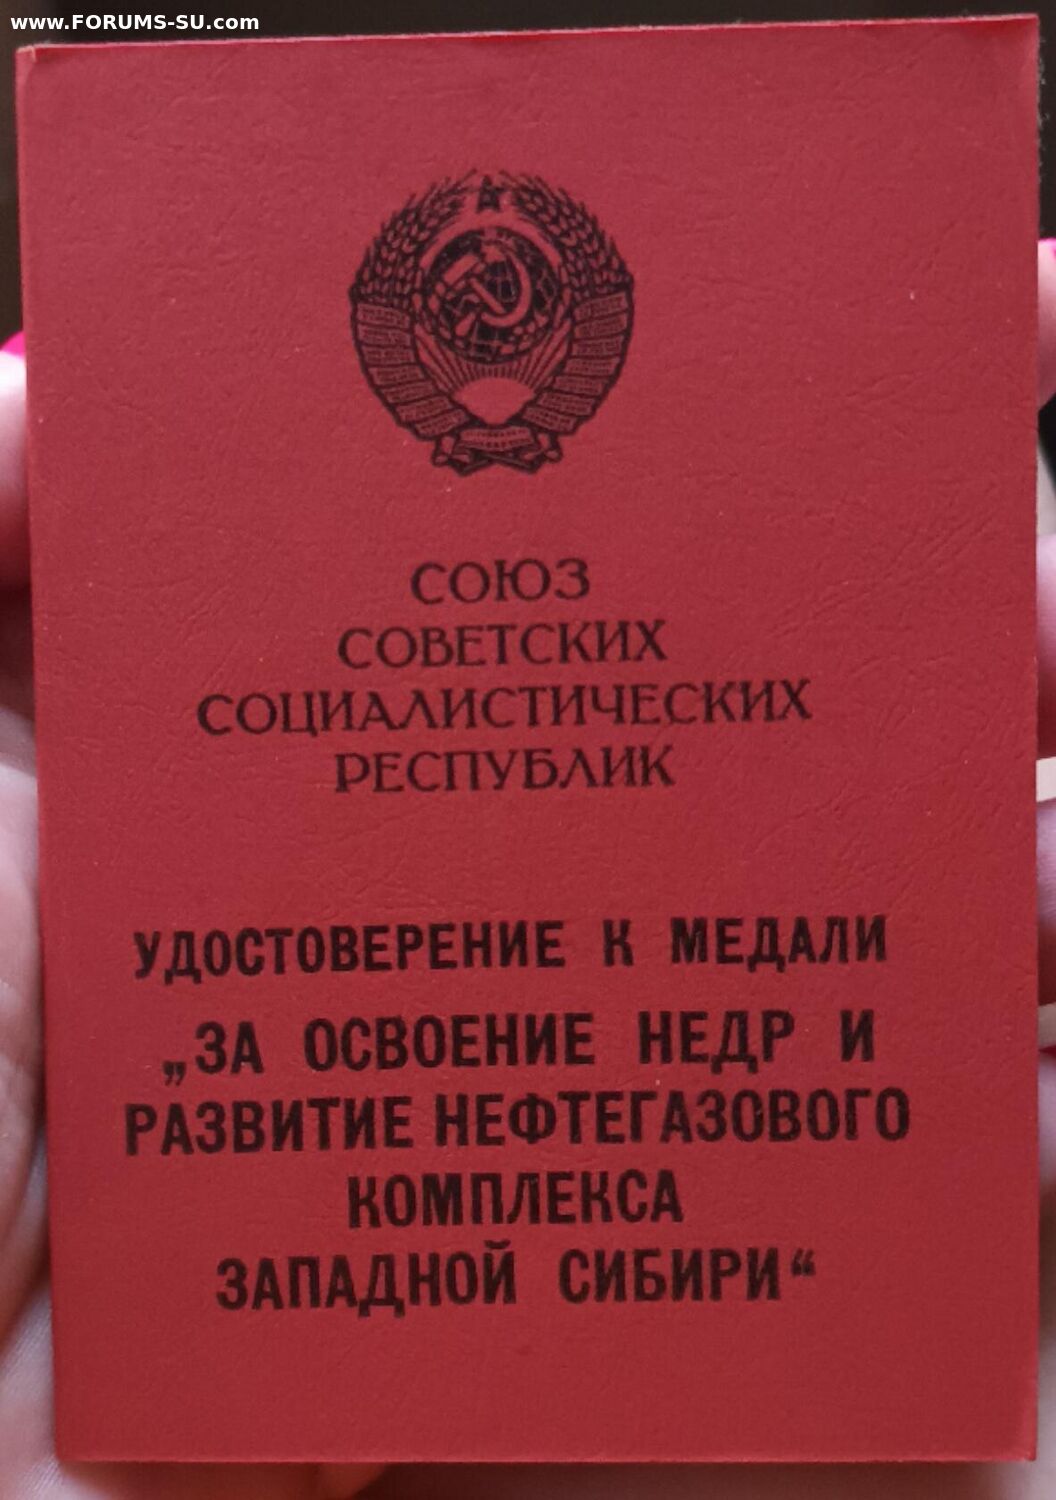 www.FORUMS-SU.com
СОЮЗ
СОВЕТСКИХ
СОЦИАЛИСТИЧЕСКИХ
РЕСПУБЛИК
УДОСТОВЕРЕНИЕ К МЕДАЛИ
„ЗА ОСВОЕНИЕ НЕДР И
РАЗВИТИЕ НЕФТЕГАЗОВОГО
КОМПЛЕКСА
ЗАПАДНОЙ СИБИРИ“